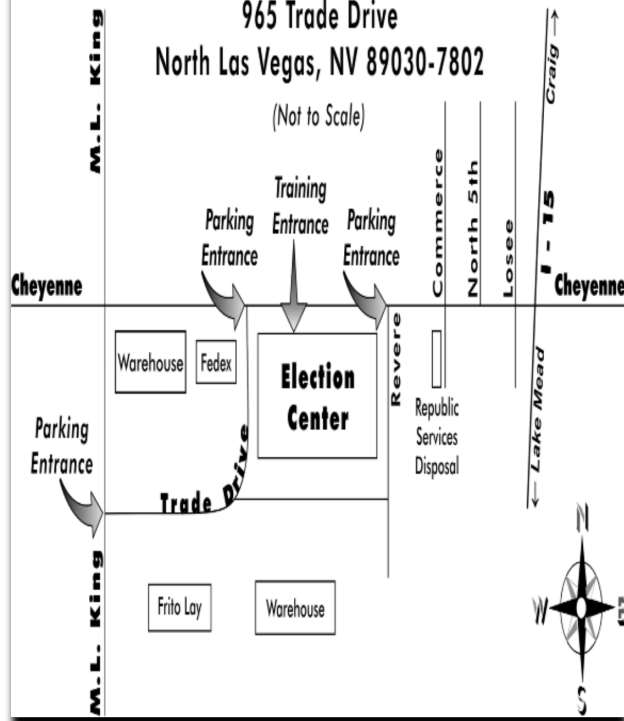 965 Trade Drive
North Las Vegas, NV 89030-7802
(Not to Scale)
M.L. King
Craig
Training
Entrance
Parking
Entrance
Parking
Entrance
Commerce
North 5th
Losee
I - 15
Cheyenne
Cheyenne
Warehouse
Fedex
Election
Center
Revere
Republic
Services
Disposal
Lake Mead
Parking
Entrance
Trade Drive
M.L. King
Frito Lay
Warehouse
N
W
E
S